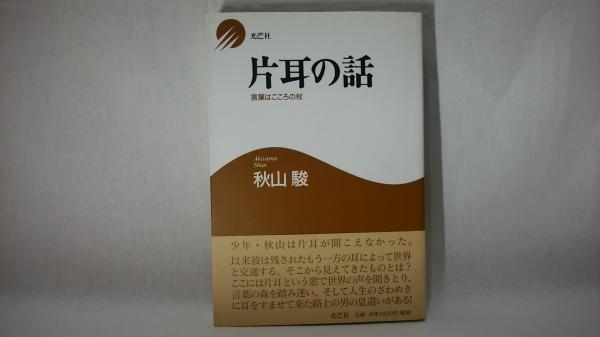 光芒社
片耳の話
言葉はこころの杖
Akiyama
Shun
秋山 駿
少年・秋山は片耳が聞こえなかった。
以来彼は残されたもう一方の耳によって世界
と交通する。そこから見えてきたものとは?
ここには片耳という窓で世界の声を聞きとり、
言葉の森を踏み迷い、そして人生のざわめき
に耳をすませて来た路上の男の息遣いがある!
光芒社